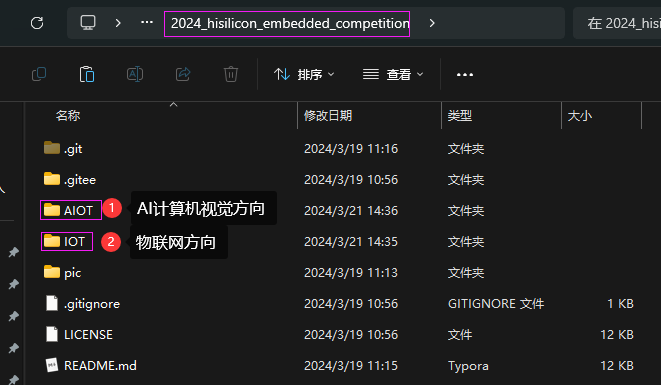 2024_hisilicon_embedded_competition
在 2024_hisi
排序 查看
名称 修改日期 类型 大小
.git 2024/3/19 11:16 文件夹
.gitee 2024/3/19 10:56 文件夹
AIOT 1 AI计算机视觉方向 2024/3/21 14:36 文件夹
IOT 2 物联网方向 2024/3/21 14:35 文件夹
pic 2024/3/19 11:13 文件夹
.gitignore 2024/3/19 10:56 GITIGNORE 文件 1 KB
LICENSE 2024/3/19 10:56 文件 12 KB
README.md 2024/3/19 11:15 Typora 12 KB